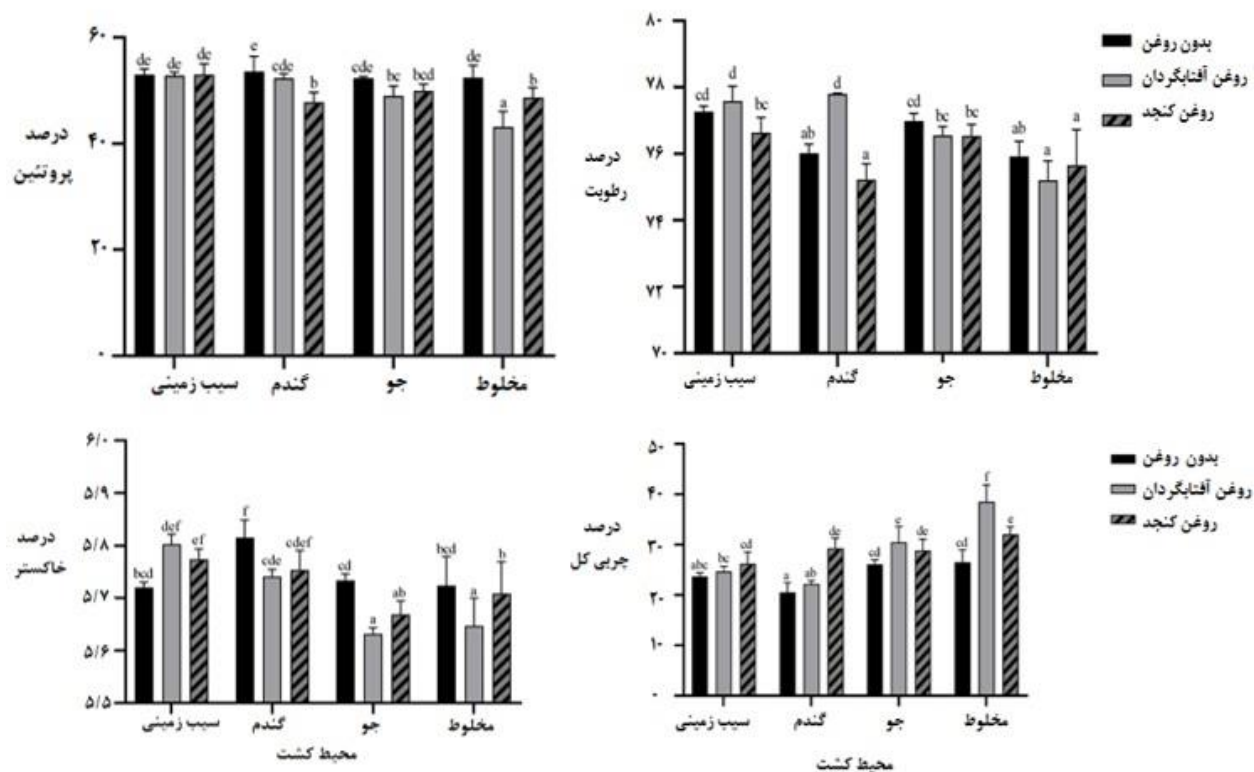 ۶۰
۴۰
۲۰
۰
درصد
پروتئین
de
de
de
e
cde
b
cde
bc
bcd
de
a
b
سیب زمینی
گندم
جو
مخلوط
۸۰
۷۸
۷۶
۷۴
۷۲
۷۰
درصد
رطوبت
cd
d
bc
ab
d
a
cd
bc
bc
ab
a
a
سیب زمینی
گندم
جو
مخلوط
بدون روغن
روغن آفتابگردان
روغن کنجد
۶/۰
۵/۹
۵/۸
۵/۷
۵/۶
۵/۵
درصد
خاکستر
bcd
def
ef
f
cde
cdef
cd
a
ab
bcd
a
b
سیب زمینی
گندم
جو
مخلوط
محیط کشت
۵۰
۴۰
۳۰
۲۰
۱۰
۰
درصد
چربی کل
abc
bc
cd
a
ab
de
cd
e
de
cd
f
e
سیب زمینی
گندم
جو
مخلوط
محیط کشت
بدون روغن
روغن آفتابگردان
روغن کنجد